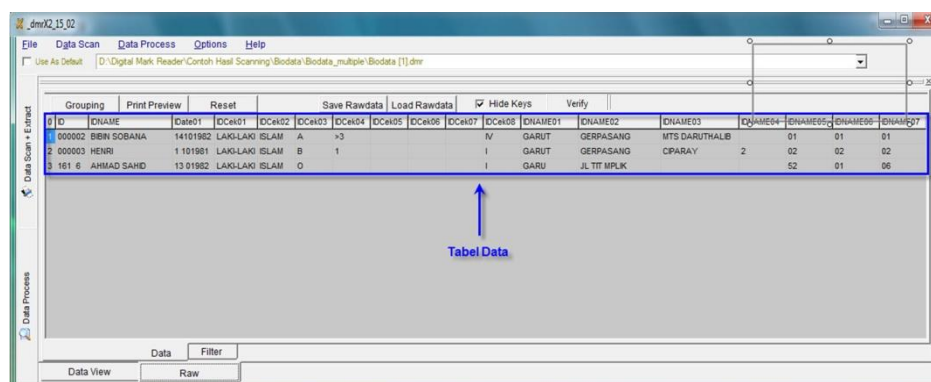 _dmrX2_15_02
File Data Scan Data Process Options Help
Use As Default D:\Digital Mark Reader\Contoh Hasil Scanning\Biodata\Biodata_multiple\Biodata [1].dmr
Grouping Print Preview Reset Save Rawdata Load Rawdata Hide Keys Verify
0 ID IDNAME IDate01 IDCek01 IDCek02 IDCek03 IDCek04 IDCek05 IDCek06 IDCek07 IDCek08 IDNAME01 IDNAME02 IDNAME03 IDNAME04 IDNAME05 IDNAME06 IDNAME07
1 000002 BIBIN SOBANA 14101982 LAKI-LAKI ISLAM A >3 IV GARUT GERPASANG MTS DARUTHALIB 01 01 01
2 000003 HENRI 1 101981 LAKI-LAKI ISLAM B 1 I GARUT GERPASANG CIPARAY 2 02 02 02
3 161 6 AHMAD SAHID 13 01982 LAKI-LAKI ISLAM O I GARU JL TIT MPLIK 52 01 06
Tabel Data
Data Scan + Extract
Data Process
Data Filter
Data View Raw